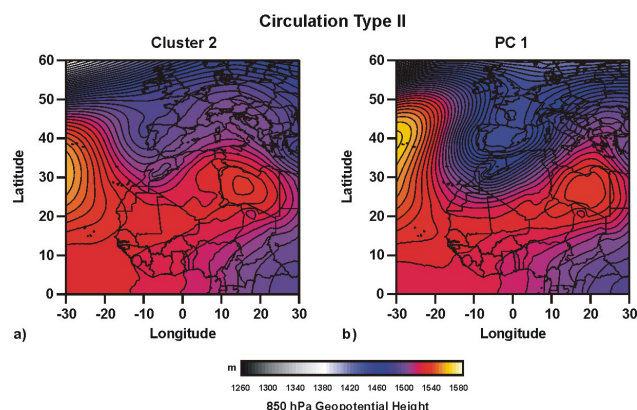 Circulation Type II
Cluster 2
60
50
40
30
20
10
0
Latitude
-30 -20 -10 0 10 20 30
Longitude
a)
PC 1
60
50
40
30
20
10
0
Latitude
-30 -20 -10 0 10 20 30
Longitude
b)
m
1260 1300 1340 1380 1420 1460 1500 1540 1580
850 hPa Geopotential Height